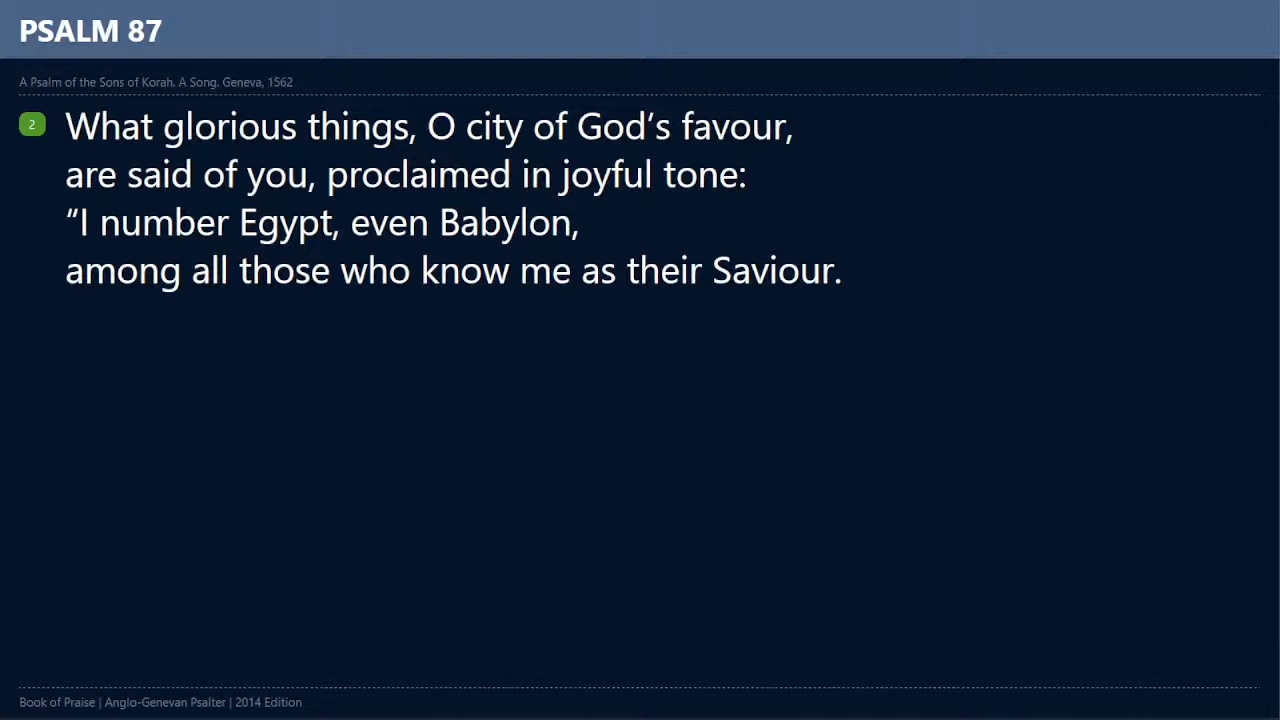 PSALM 87
A Psalm of the Sons of Korah. A Song. Geneva, 1562
2
What glorious things, O city of God‘s favour,
are said of you, proclaimed in joyful tone:
“I number Egypt, even Babylon,
among all those who know me as their Saviour.
Book of Praise | Anglo-Genevan Psalter | 2014 Edition